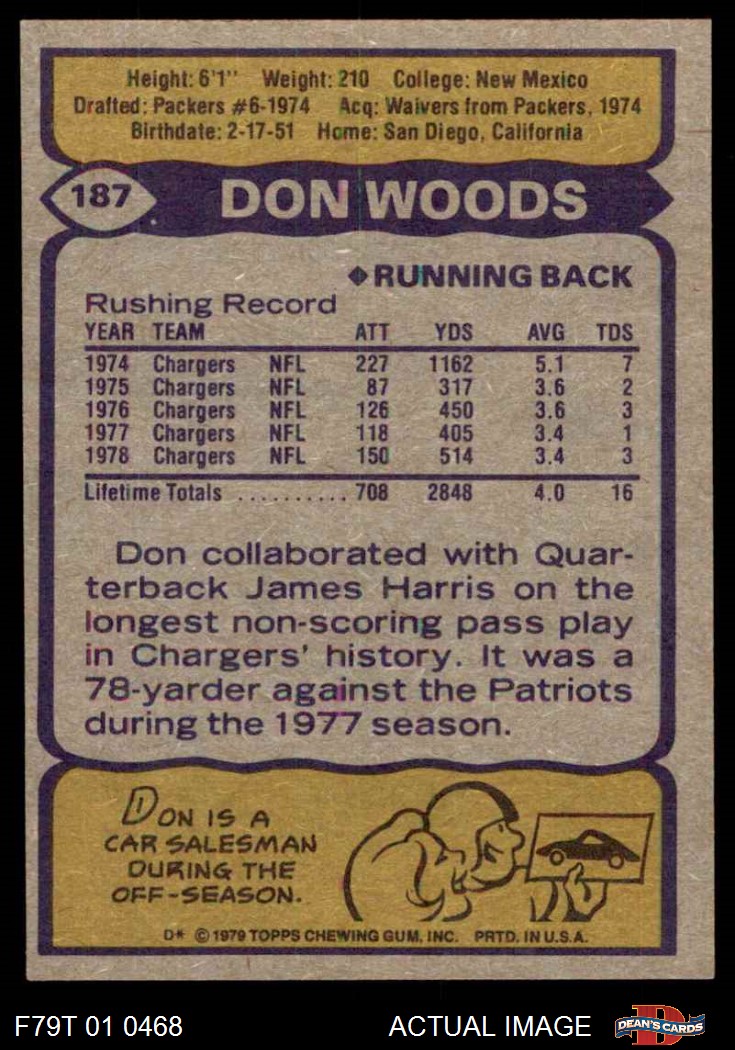 Height: 6'1'' Weight: 210 College: New Mexico
Drafted: Packers #6-1974 Acq: Waivers from Packers, 1974
Birthdate: 2-17-51 Home: San Diego, California
187 DON WOODS
◆RUNNING BACK
Rushing Record
YEAR TEAM ATT YDS AVG TDS
1974 Chargers NFL 227 1162 5.1 7
1975 Chargers NFL 87 317 3.6 2
1976 Chargers NFL 126 450 3.6 3
1977 Chargers NFL 118 405 3.4 1
1978 Chargers NFL 150 514 3.4 3
Lifetime Totals .......... 708 2848 4.0 16
Don collaborated with Quar-
terback James Harris on the
longest non-scoring pass play
in Chargers' history. It was a
78-yarder against the Patriots
during the 1977 season.
DON IS A
CAR SALESMAN
DURING THE
OFF-SEASON.
D* © 1979 TOPPS CHEWING GUM, INC. PRTD. IN U.S.A.
F79T 01 0468 ACTUAL IMAGE DEAN'S CARDS